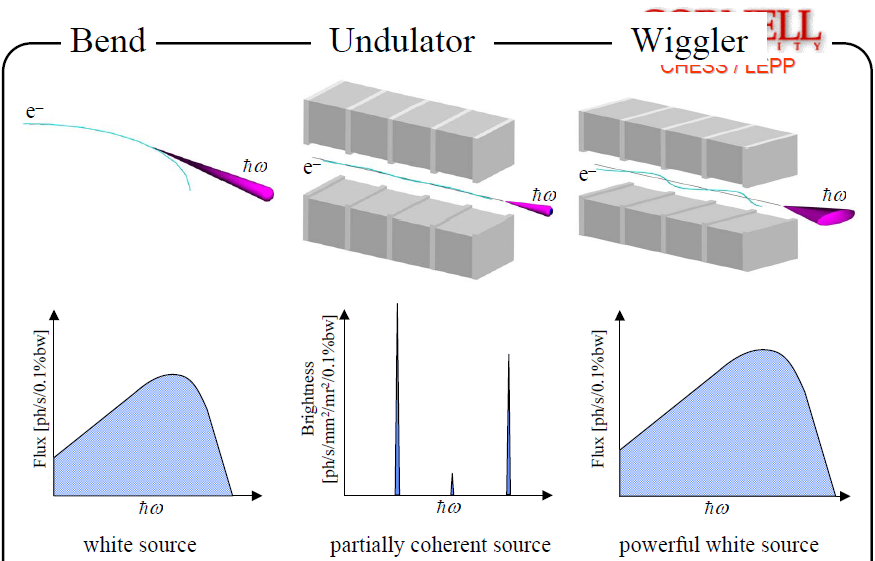 Bend
Undulator
Wiggler
CHESS / LEPP
e⁻
ħω
e⁻
ħω
e⁻
ħω
Flux [ph/s/0.1%bw]
ħω
Brightness
[ph/s/mm²/mr²/0.1%bw]
ħω
Flux [ph/s/0.1%bw]
ħω
white source
partially coherent source
powerful white source